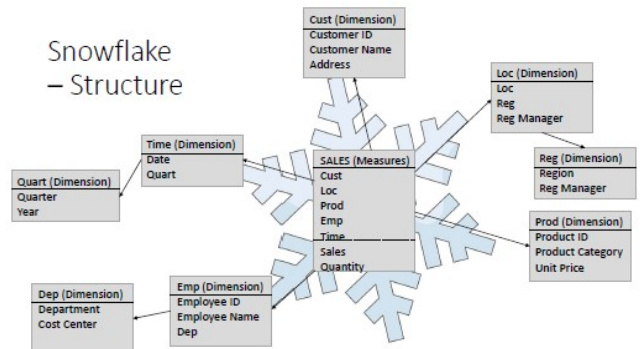 Snowflake
– Structure
Cust (Dimension)
Customer ID
Customer Name
Address
Loc (Dimension)
Loc
Reg
Reg Manager
Time (Dimension)
Date
Quart
SALES (Measures)
Cust
Loc
Prod
Emp
Time
Sales
Quantity
Reg (Dimension)
Region
Reg Manager
Quart (Dimension)
Quarter
Year
Prod (Dimension)
Product ID
Product Category
Unit Price
Emp (Dimension)
Employee ID
Employee Name
Dep
Dep (Dimension)
Department
Cost Center